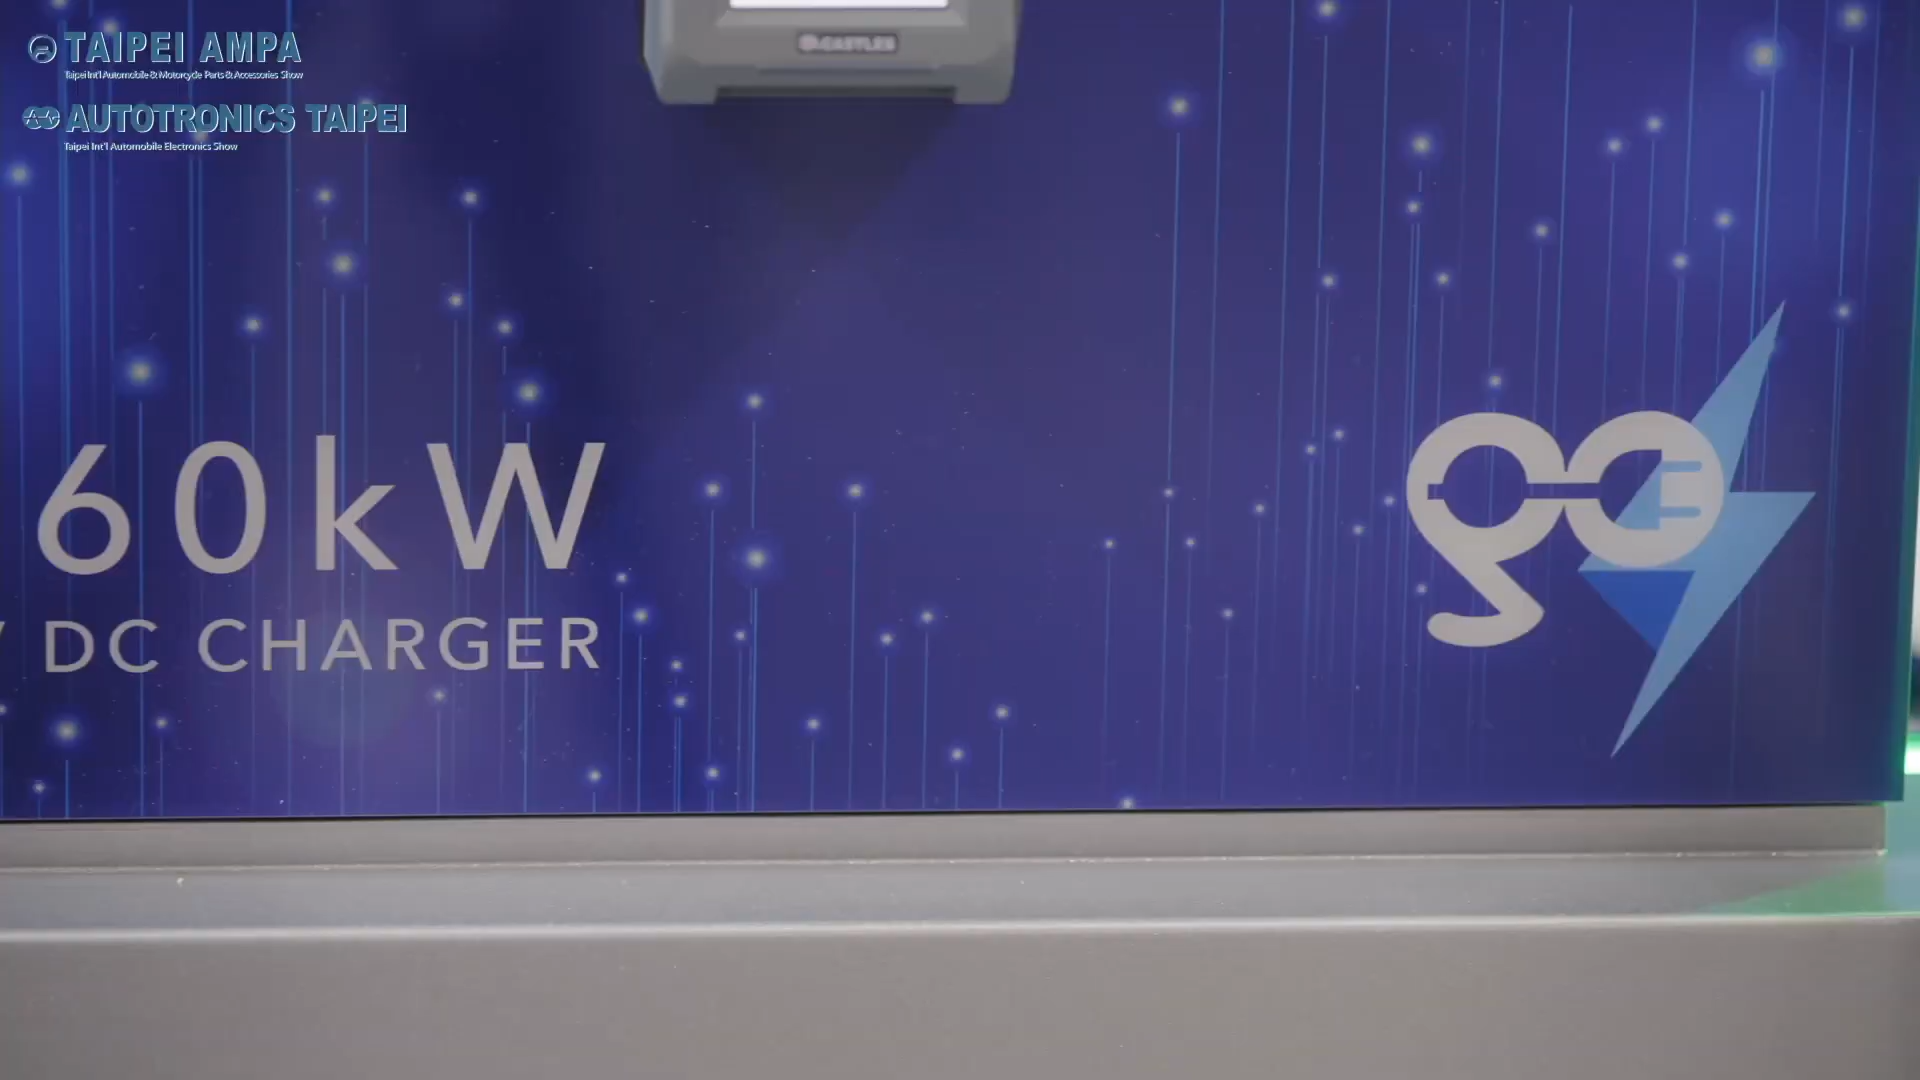 TAIPEI AMPA
Taipei Int'l Automobile & Motorcycle Parts & Accessories Show
AUTOTRONICS TAIPEI
Taipei Int'l Automobile Electronics Show
CASTLES
60kW
DC CHARGER
go